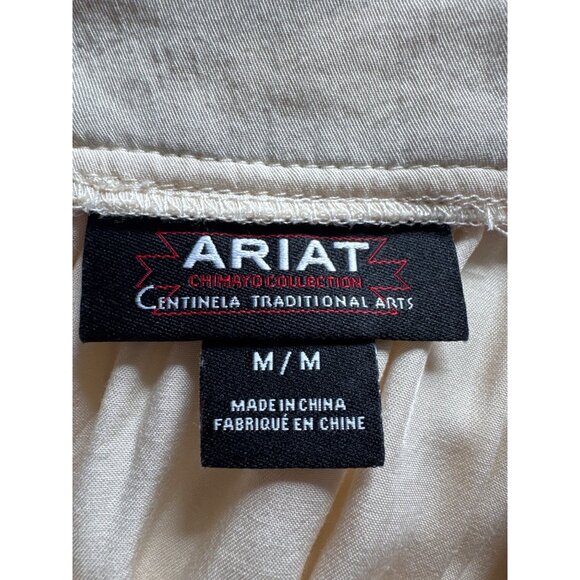 ARIAT
CHIMAYO COLLECTION
CENTINELA TRADITIONAL ARTS
M / M
MADE IN CHINA
FABRIQUÉ EN CHINE